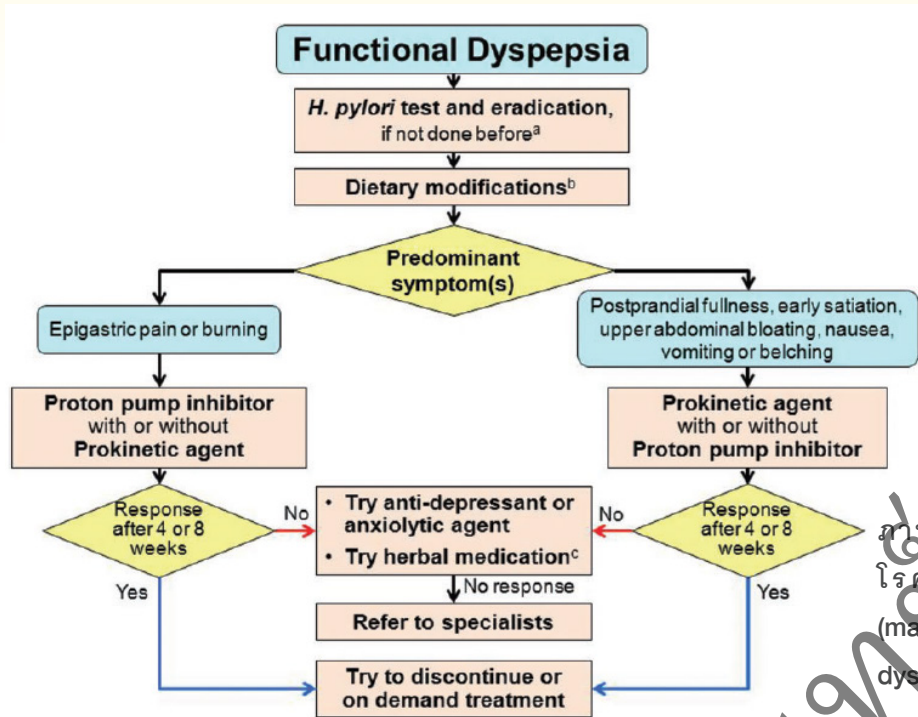 Functional Dyspepsia
H. pylori test and eradication,
if not done beforeᵃ
Dietary modificationsᵇ
Predominant
symptom(s)
Epigastric pain or burning
Postprandial fullness, early satiation,
upper abdominal bloating, nausea,
vomiting or belching
Proton pump inhibitor
with or without
Prokinetic agent
Prokinetic agent
with or without
Proton pump inhibitor
Response
after 4 or 8
weeks
No
• Try anti-depressant or
anxiolytic agent
• Try herbal medicationᶜ
No
Response
after 4 or 8
weeks
Yes
No response
Yes
Refer to specialists
Try to discontinue or
on demand treatment
โรค
(ma
dys